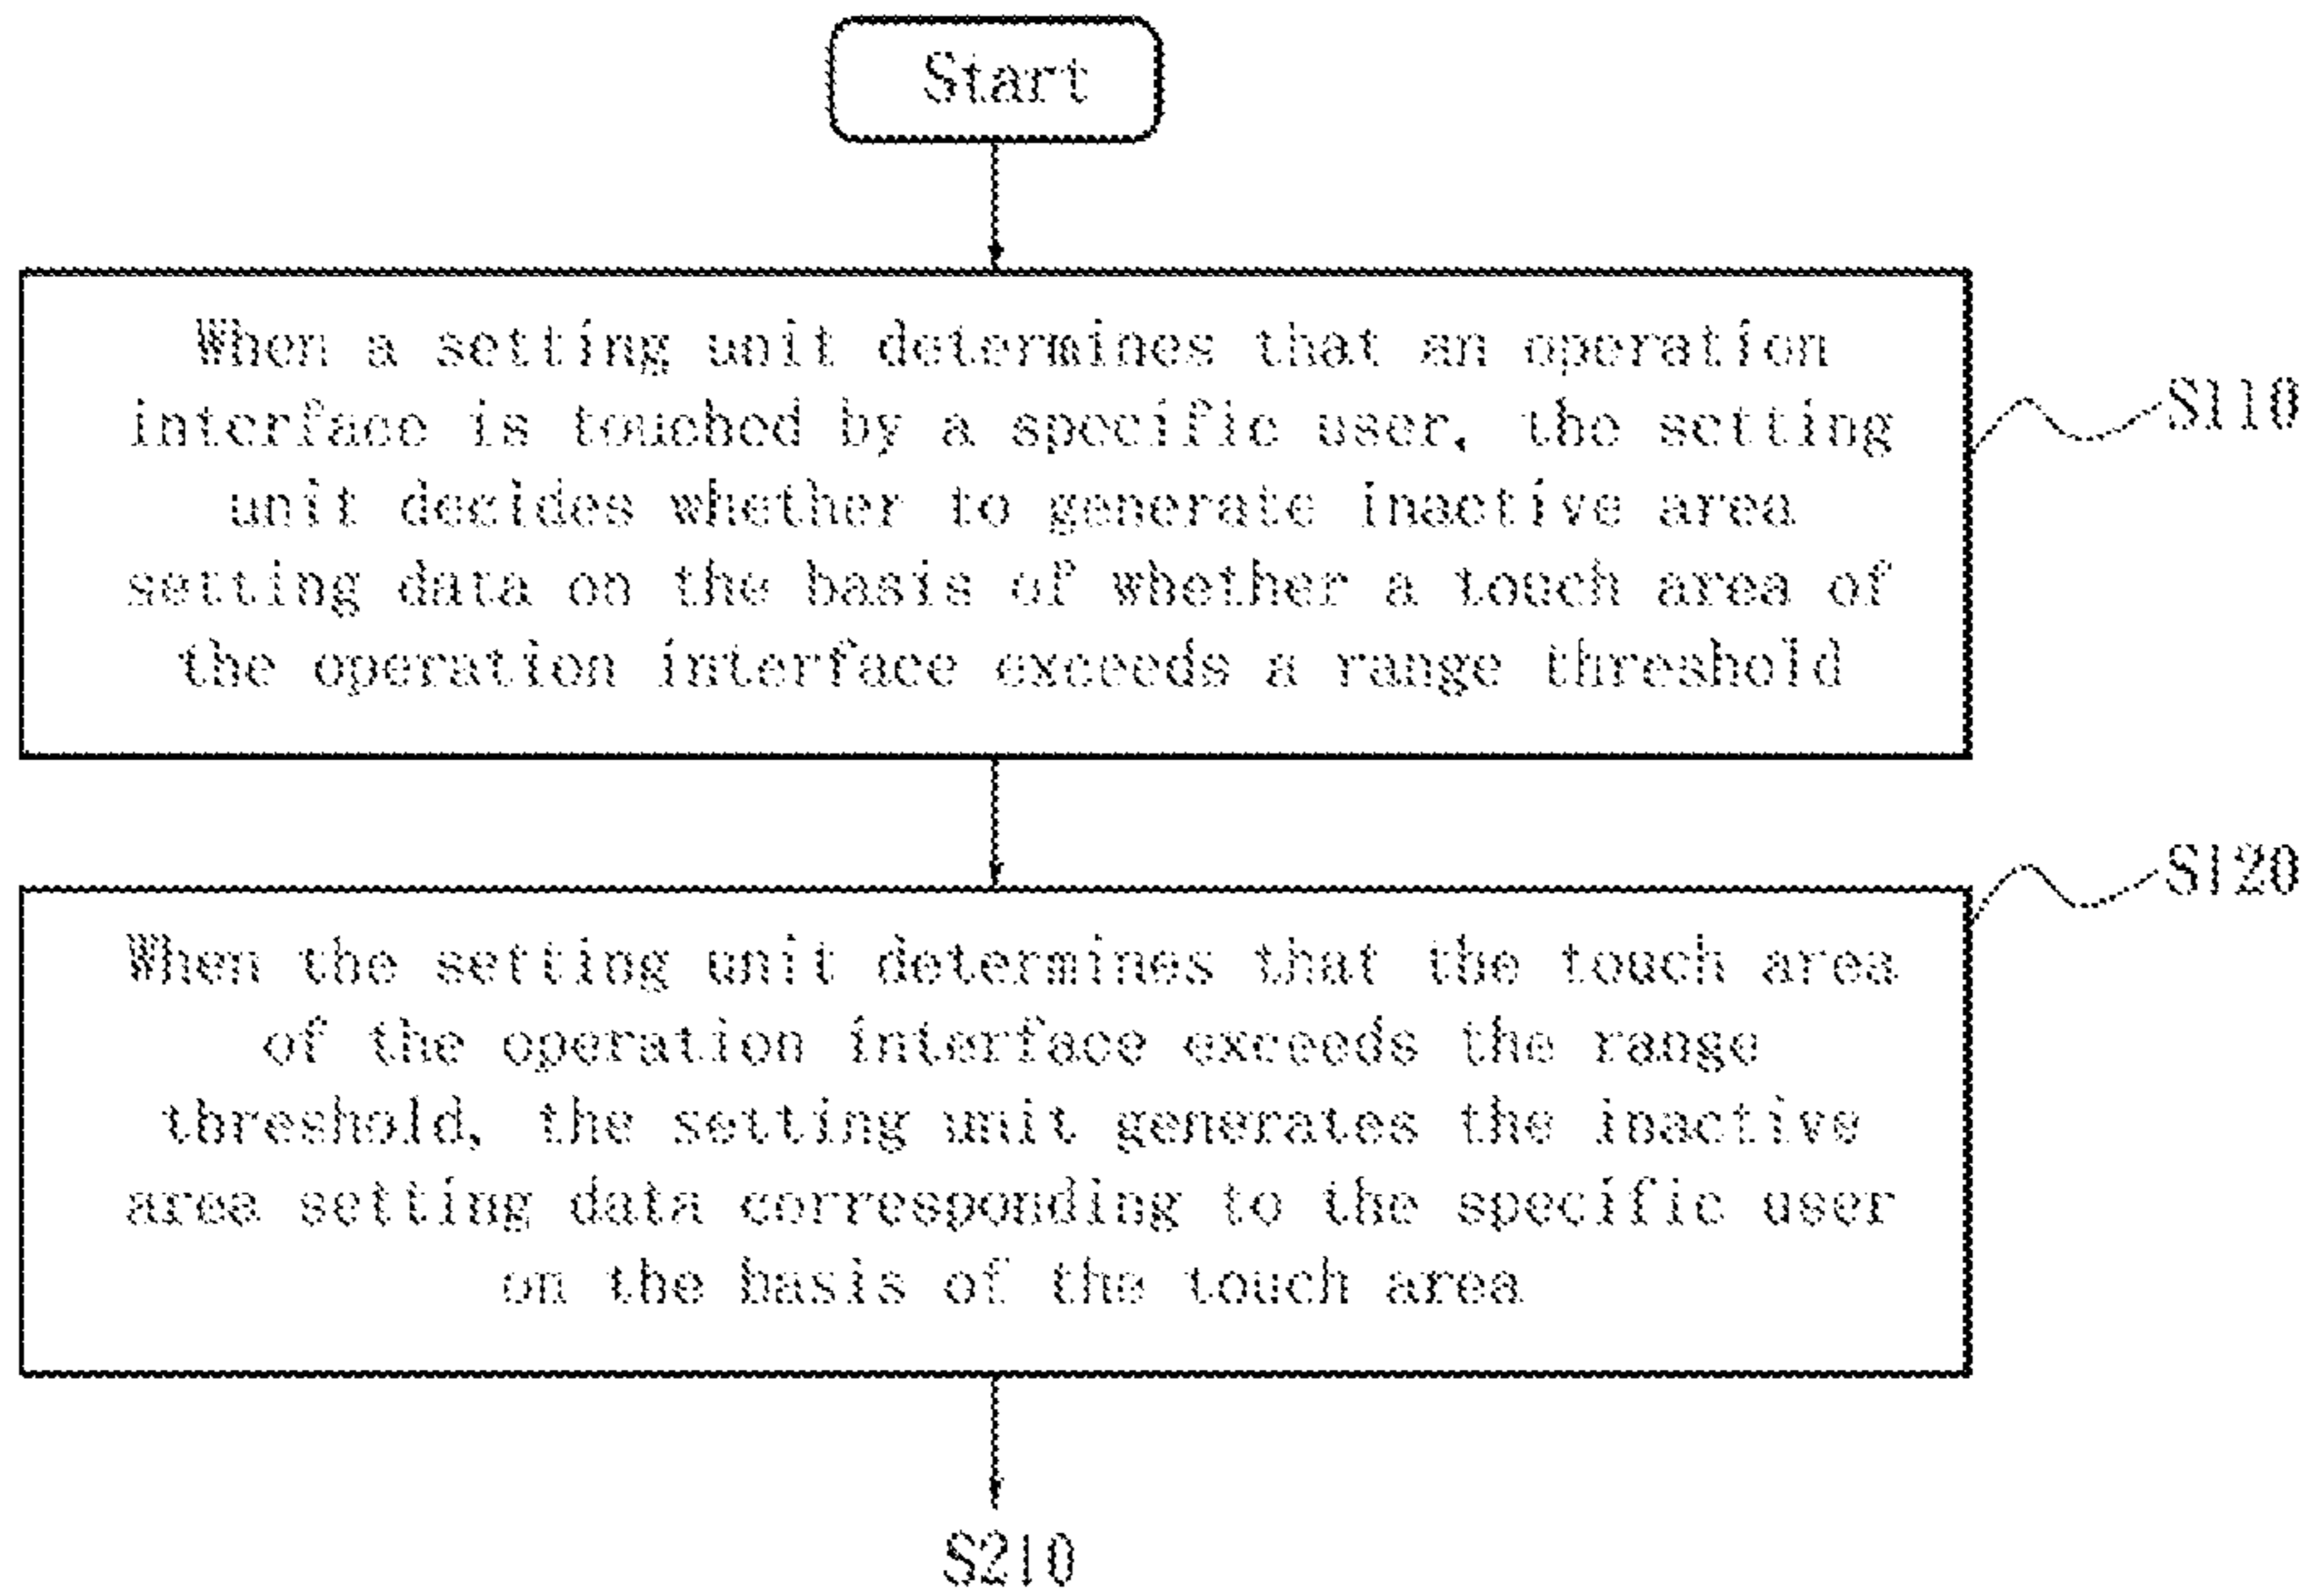 Start
When a setting unit determines that an operation
interface is touched by a specific user, the setting
unit decides whether to generate inactive area
setting data on the basis of whether a touch area of
the operation interface exceeds a range threshold
S110
S120
When the setting unit determines that the touch area
of the operation interface exceeds the range
threshold, the setting unit generates the inactive
area setting data corresponding to the specific user
on the basis of the touch area
S210